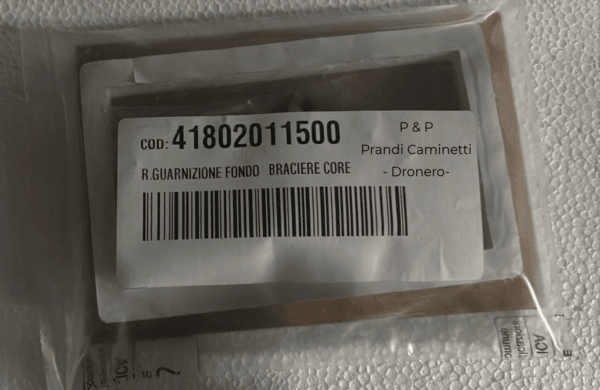 COD: 41802011500
R.GUARNIZIONE FONDO BRACIERE CORE
P & P
Prandi Caminetti
- Dronero-